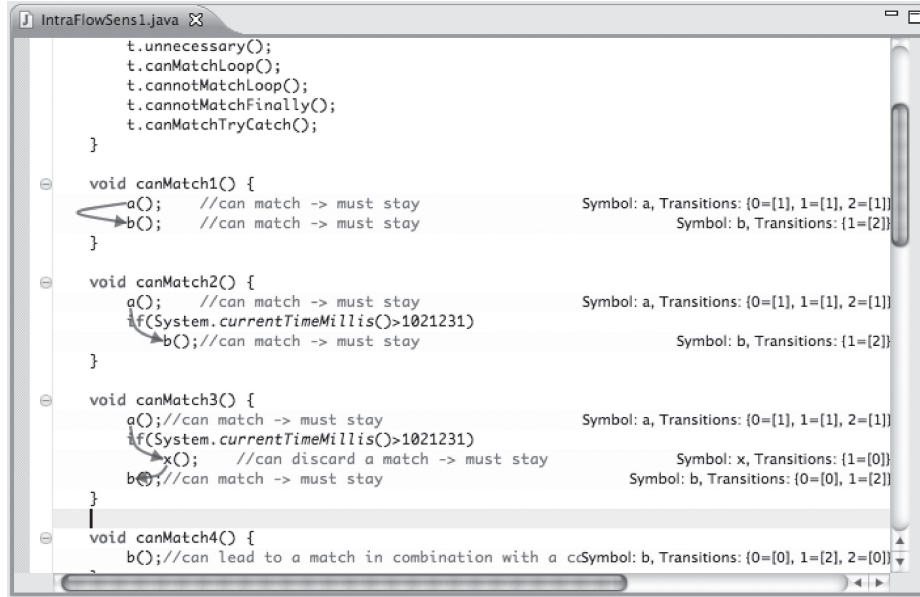 IntraFlowSens1.java
t.unnecessary();
t.canMatchLoop();
t.cannotMatchLoop();
t.cannotMatchFinally();
t.canMatchTryCatch();
}
void canMatch1() {
a(); //can match -> must stay Symbol: a, Transitions: {0=[1], 1=[1], 2=[1]}
b(); //can match -> must stay Symbol: b, Transitions: {1=[2]}
}
void canMatch2() {
a(); //can match -> must stay Symbol: a, Transitions: {0=[1], 1=[1], 2=[1]}
if(System.currentTimeMillis()>1021231)
b();//can match -> must stay Symbol: b, Transitions: {1=[2]}
}
void canMatch3() {
a();//can match -> must stay Symbol: a, Transitions: {0=[1], 1=[1], 2=[1]}
if(System.currentTimeMillis()>1021231)
x(); //can discard a match -> must stay Symbol: x, Transitions: {1=[0]}
b();//can match -> must stay Symbol: b, Transitions: {0=[0], 1=[2]}
}
void canMatch4() {
b();//can lead to a match in combination with a Symbol: b, Transitions: {0=[0], 1=[2], 2=[0]}